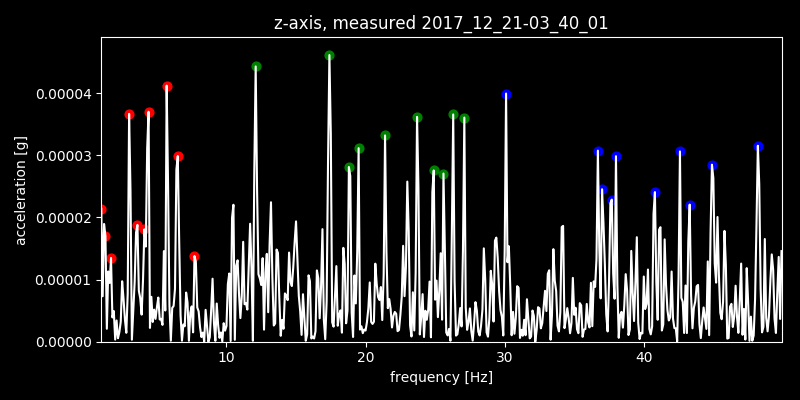 z-axis, measured 2017_12_21-03_40_01
acceleration [g]
0.00004
0.00003
0.00002
0.00001
0.00000
10 20 30 40
frequency [Hz]